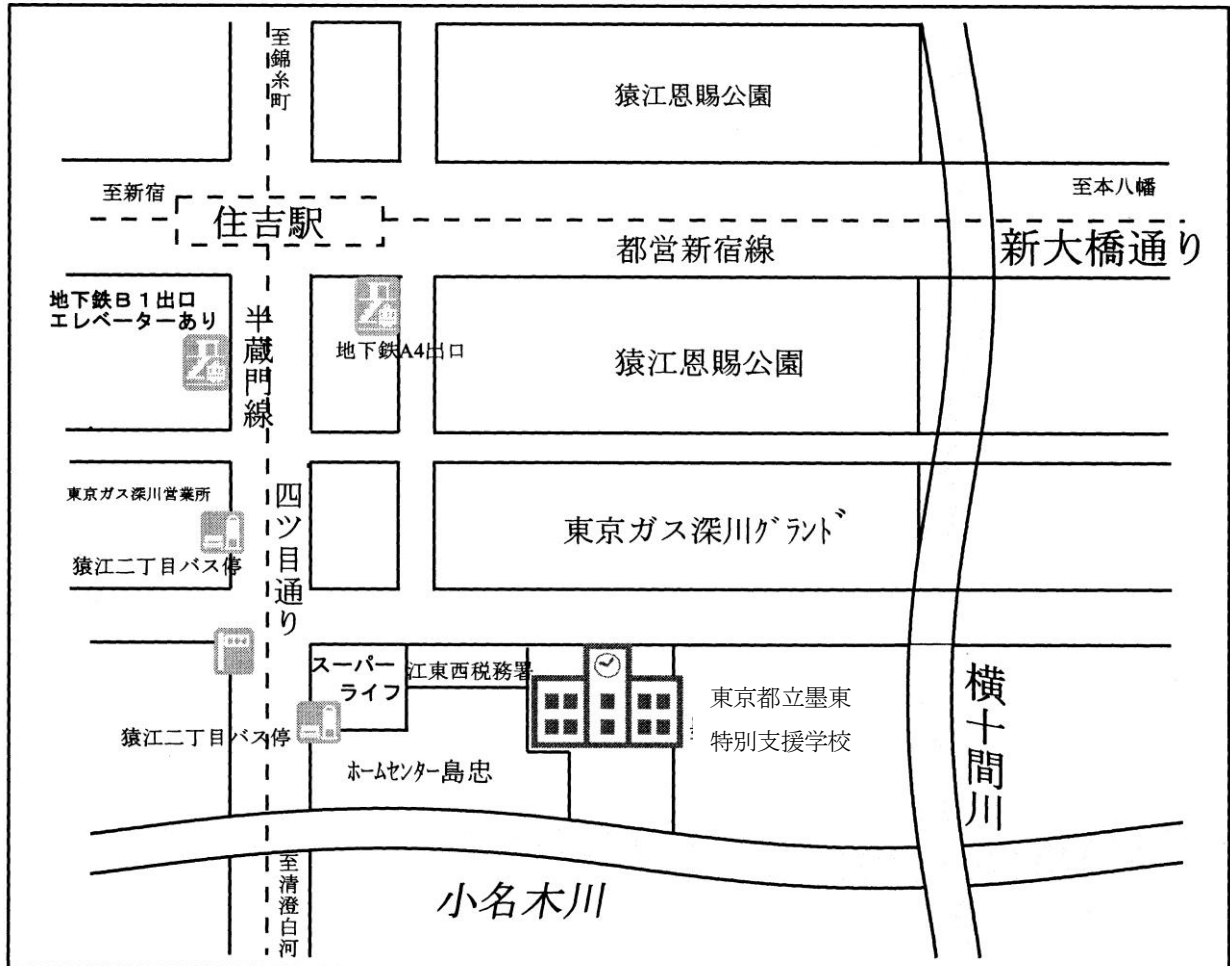 至錦糸町
猿江恩賜公園
至新宿
至本八幡
住吉駅
都営新宿線
新大橋通り
地下鉄B1出口
エレベーターあり
半蔵門線
地下鉄A4出口
猿江恩賜公園
東京ガス深川営業所
四ツ目通り
東京ガス深川グランド
猿江二丁目バス停
スーパー
ライフ
江東西税務署
東京都立墨東
特別支援学校
横十間川
猿江二丁目バス停
ホームセンター島忠
至清澄白河
小名木川